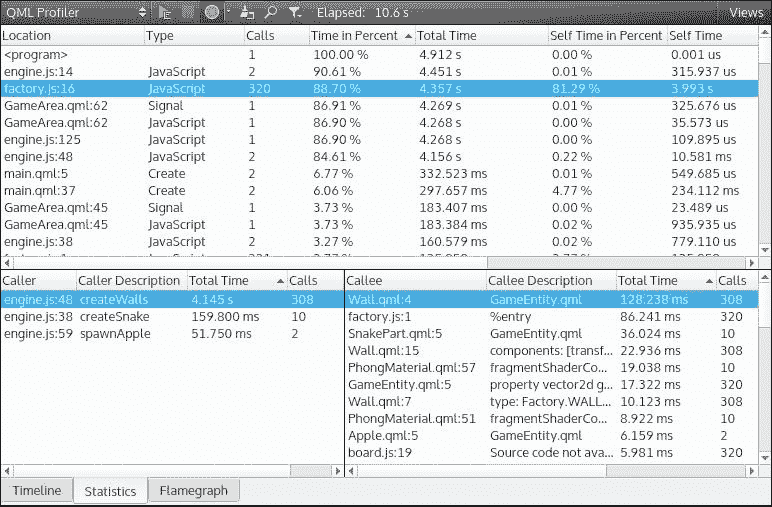 QML Profiler Elapsed: 10.6 s Views
Location Type Calls Time in Percent Total Time Self Time in Percent Self Time
<program> 1 100.00 % 4.912 s 0.00 % 0.001 us
engine.js:14 JavaScript 2 90.61 % 4.451 s 0.01 % 315.937 us
factory.js:16 JavaScript 320 88.70 % 4.357 s 81.29 % 3.993 s
GameArea.qml:62 Signal 1 86.91 % 4.269 s 0.01 % 325.676 us
GameArea.qml:62 JavaScript 1 86.90 % 4.268 s 0.00 % 35.573 us
engine.js:125 JavaScript 1 86.90 % 4.268 s 0.00 % 109.895 us
engine.js:48 JavaScript 2 84.61 % 4.156 s 0.22 % 10.581 ms
main.qml:5 Create 2 6.77 % 332.523 ms 0.01 % 549.685 us
main.qml:37 Create 2 6.06 % 297.657 ms 4.77 % 234.112 ms
GameArea.qml:45 Signal 1 3.73 % 183.407 ms 0.00 % 23.489 us
GameArea.qml:45 JavaScript 1 3.73 % 183.384 ms 0.02 % 935.935 us
engine.js:38 JavaScript 2 3.27 % 160.579 ms 0.02 % 779.110 us
Caller Caller Description Total Time Calls
engine.js:48 createWalls 4.145 s 308
engine.js:38 createSnake 159.800 ms 10
engine.js:59 spawnApple 51.750 ms 2
Callee Callee Description Total Time Calls
Wall.qml:4 GameEntity.qml 128.238 ms 308
factory.js:1 %entry 86.241 ms 320
SnakePart.qml:5 GameEntity.qml 36.024 ms 10
Wall.qml:15 components: [transf... 22.936 ms 308
PhongMaterial.qml:57 fragmentShaderCo... 19.038 ms 10
GameEntity.qml:5 property vector2d g... 17.322 ms 320
Wall.qml:7 type: Factory.WALL... 10.123 ms 308
PhongMaterial.qml:51 fragmentShaderCo... 8.922 ms 10
Apple.qml:5 GameEntity.qml 6.159 ms 2
board.js:19 Source code not ava... 5.981 ms 320
Timeline Statistics Flamegraph